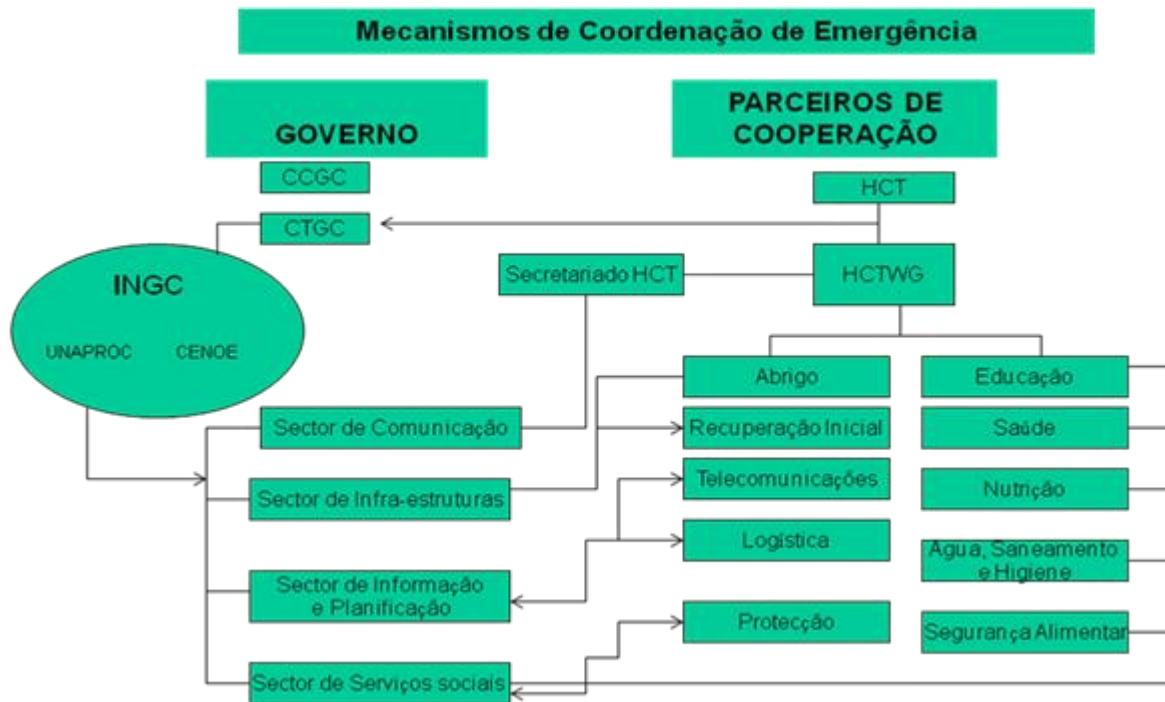 Mecanismos de Coordenação de Emergência
GOVERNO
PARCEIROS DE
COOPERAÇÃO
CCGC
HCT
CTGC
INGC
UNAPROC
CENOE
Secretariado HCT
HCTWG
Abrigo
Educação
Sector de Comunicação
Recuperação Inicial
Saúde
Sector de Infra-estruturas
Telecomunicações
Nutrição
Logística
Água, Saneamento
e Higiene
Sector de Informação
e Planificação
Protecção
Segurança Alimentar
Sector de Serviços sociais